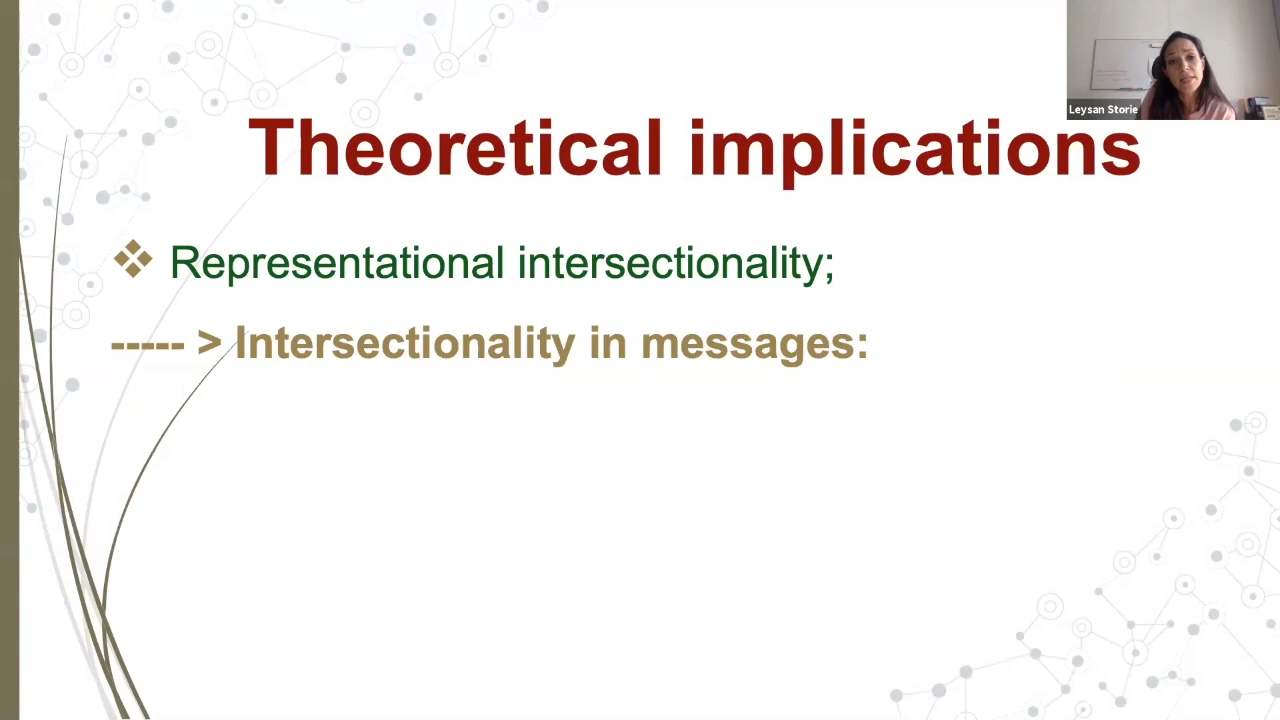 Leysan Storie
Theoretical implications
Representational intersectionality;
----- > Intersectionality in messages: